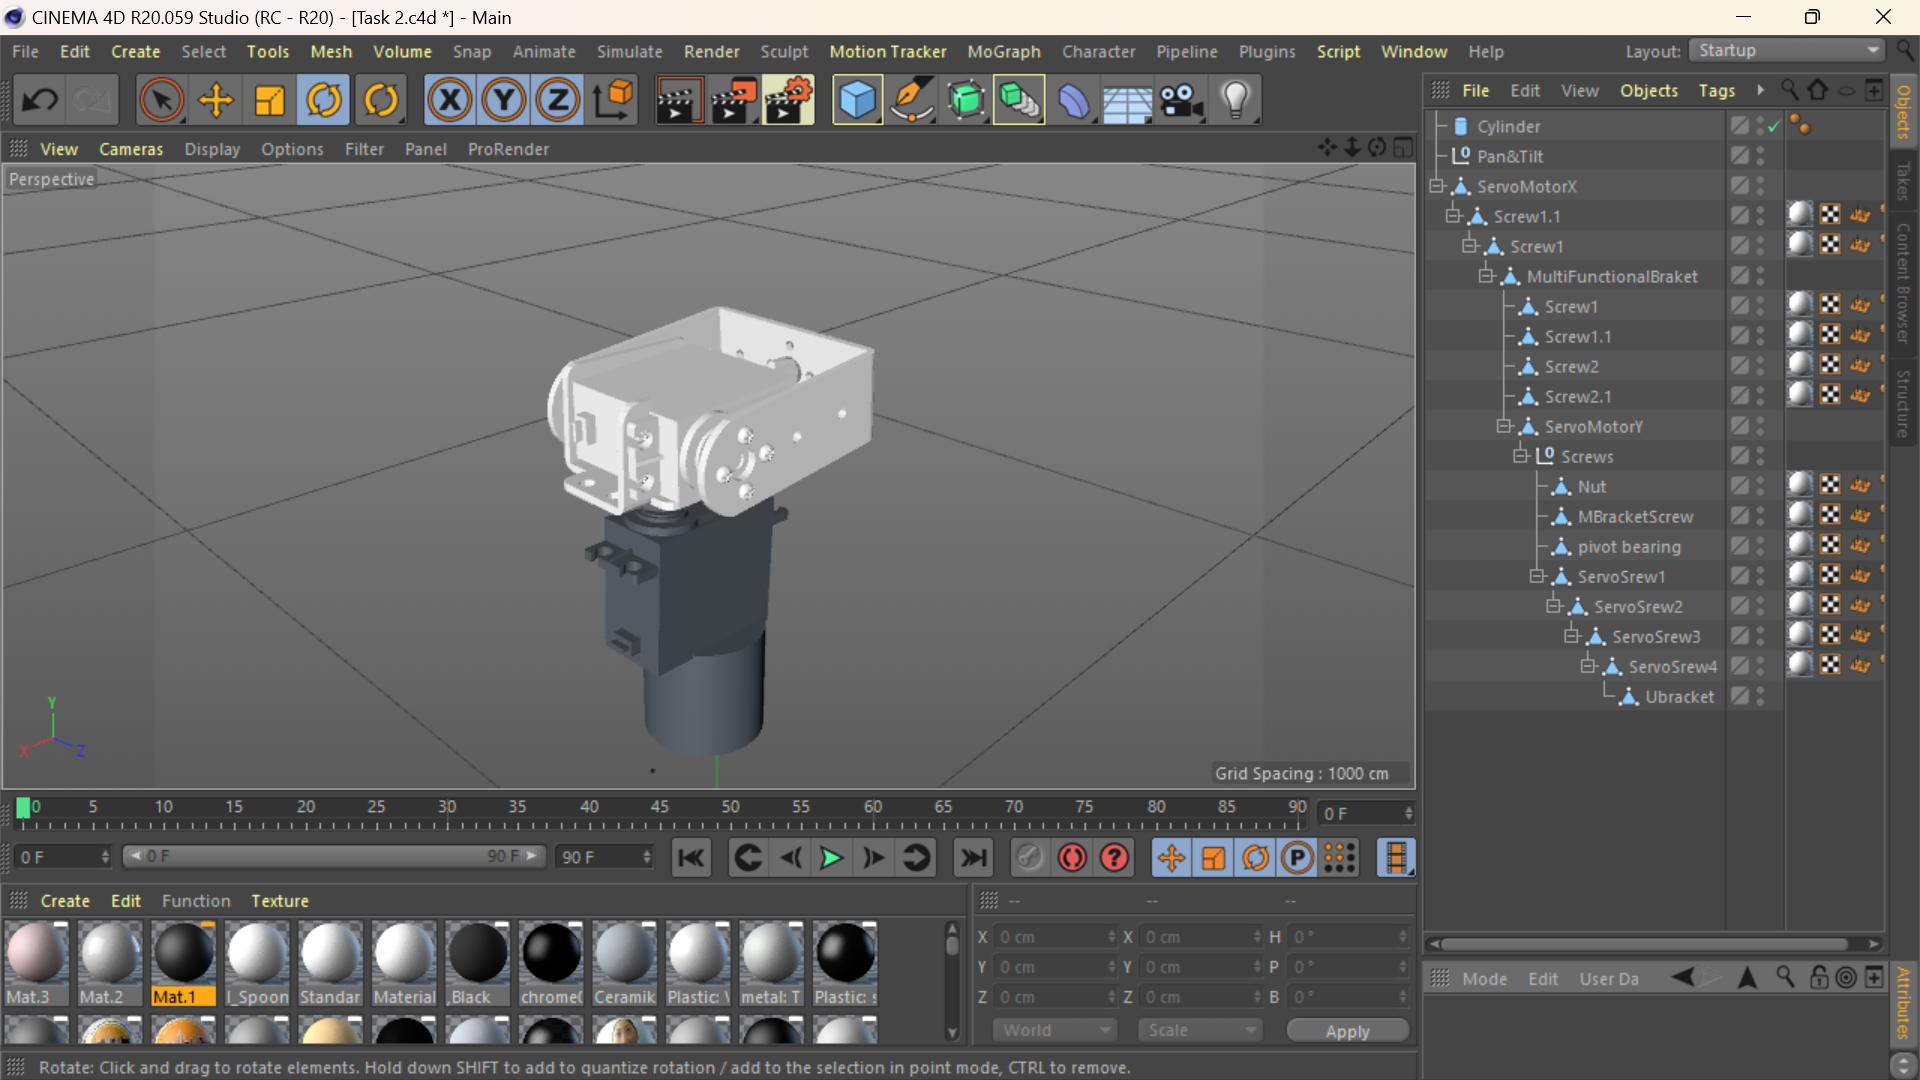 CINEMA 4D R20.059 Studio (RC - R20) - [Task 2.c4d *] - Main
File Edit Create Select Tools Mesh Volume Snap Animate Simulate Render Sculpt Motion Tracker MoGraph Character Pipeline Plugins Script Window Help Layout: Startup
X Y Z
File Edit View Objects Tags
View Cameras Display Options Filter Panel ProRender
Perspective
Cylinder
Pan&Tilt
ServoMotorX
Screw1.1
Screw1
MultiFunctionalBraket
Screw1
Screw1.1
Screw2
Screw2.1
ServoMotorY
Screws
Nut
MBracketScrew
pivot bearing
ServoSrew1
ServoSrew2
ServoSrew3
ServoSrew4
Ubracket
Objects
Takes
Content Browser
Structure
Y
X Z
Grid Spacing : 1000 cm
0 5 10 15 20 25 30 35 40 45 50 55 60 65 70 75 80 85 90 0 F
0 F 0 F 90 F 90 F P
Create Edit Function Texture
-- -- --
Mat.3 Mat.2 Mat.1 I_Spoon Standar Material Black chrome Ceramik Plastic: metal: T Plastic: s
X 0 cm X 0 cm H 0 °
Y 0 cm Y 0 cm P 0 °
Z 0 cm Z 0 cm B 0 °
World Scale Apply
Mode Edit User Da
Attributes
Rotate: Click and drag to rotate elements. Hold down SHIFT to add to quantize rotation / add to the selection in point mode, CTRL to remove.